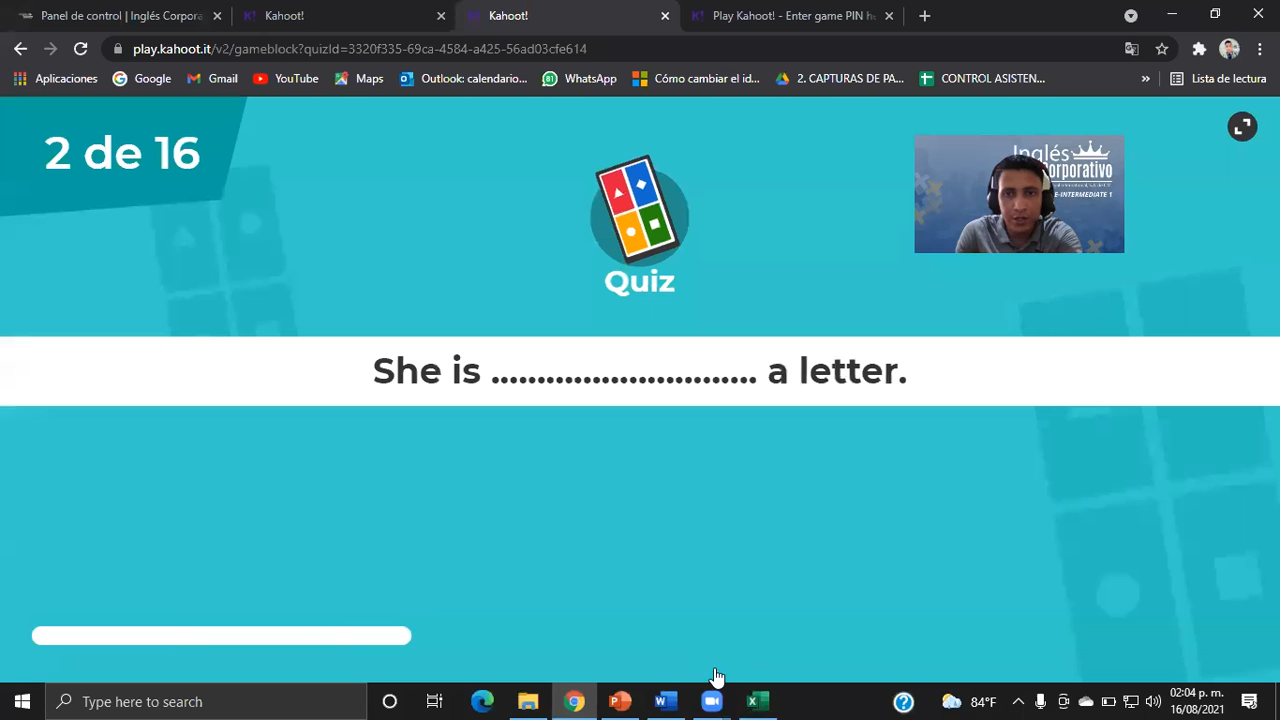 Panel de control | Inglés Corpora
Kahoot!
Kahoot!
Play Kahoot! - Enter game PIN he
play.kahoot.it/v2/gameblock?quizId=3320f335-69ca-4584-a425-56ad03cfe614
Aplicaciones
Google
Gmail
YouTube
Maps
Outlook: calendario...
WhatsApp
Cómo cambiar el id...
2. CAPTURAS DE PA...
CONTROL ASISTEN...
»
Lista de lectura
2 de 16
Inglés
Corporativo
E-INTERMEDIATE 1
Quiz
She is ............................. a letter.
Type here to search
84°F
02:04 p. m.
16/08/2021